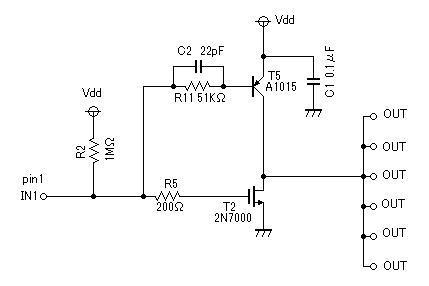 Vdd
C2 22pF
T5
A1015
R11 51KΩ
C1 0.1μF
Vdd
R2
1MΩ
pin1
IN1
R5
200Ω
T2
2N7000
OUT
OUT
OUT
OUT
OUT
OUT